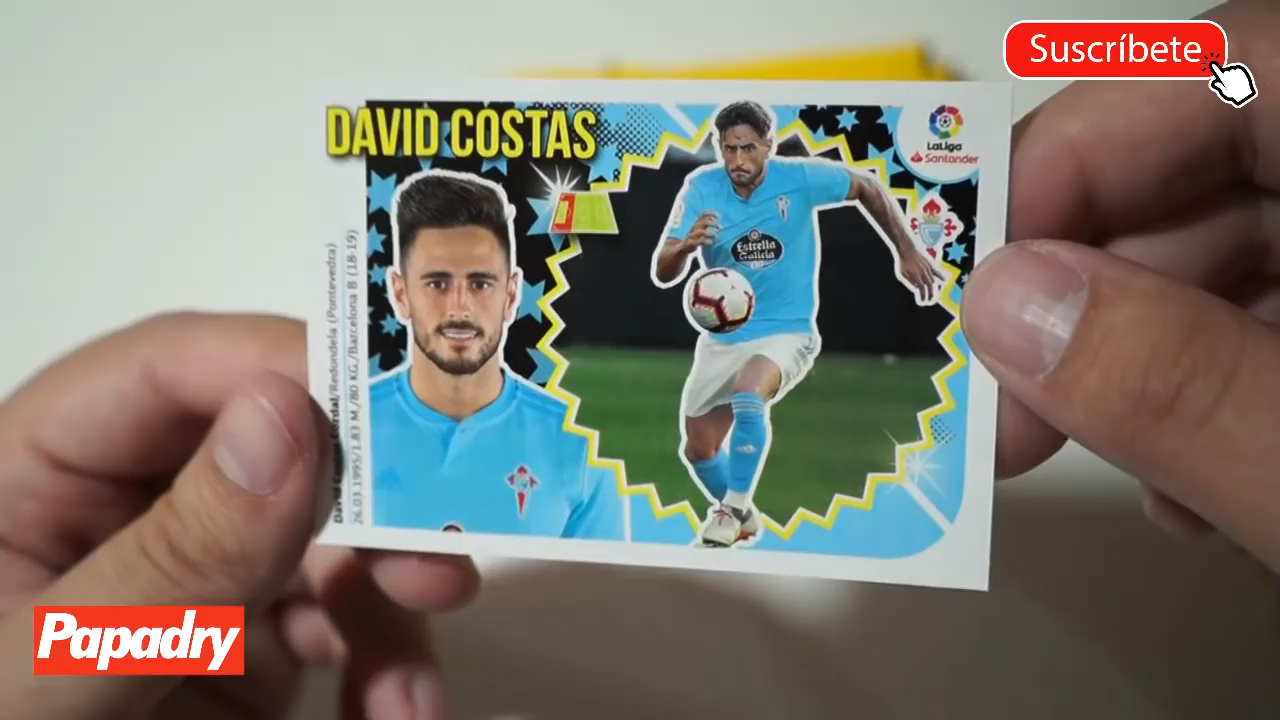 Suscríbete
DAVID COSTAS
LaLiga
Santander
Estrella
Galicia
David Costas Cordal/Redondela (Pontevedra)
26.03.1995/1.83 M./80 KG./Barcelona B (18-19)
Papadry